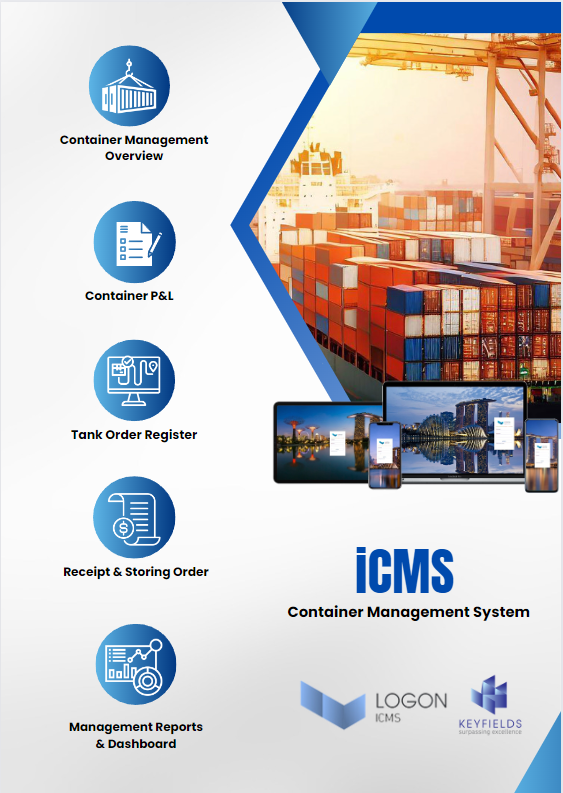 Container Management
Overview
Container P&L
Tank Order Register
Receipt & Storing Order
Management Reports
& Dashboard
iCMS
Container Management System
LOGON
ICMS
KEYFIELDS
surpassing excellence